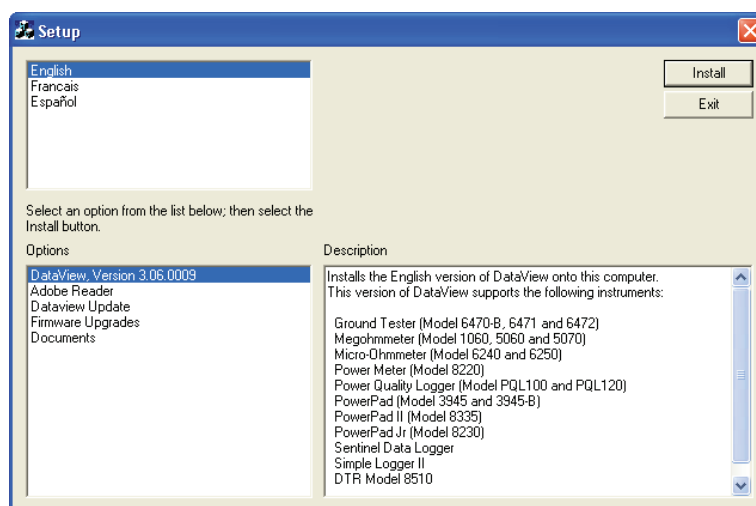 Setup
English
Francais
Español
Install
Exit
Select an option from the list below; then select the
Install button.
Options
DataView, Version 3.06.0009
Adobe Reader
Dataview Update
Firmware Upgrades
Documents
Description
Installs the English version of DataView onto this computer.
This version of DataView supports the following instruments:
Ground Tester (Model 6470-B, 6471 and 6472)
Megohmmeter (Model 1060, 5060 and 5070)
Micro-Ohmmeter (Model 6240 and 6250)
Power Meter (Model 8220)
Power Quality Logger (Model PQL100 and PQL120)
PowerPad (Model 3945 and 3945-B)
PowerPad II (Model 8335)
PowerPad Jr (Model 8230)
Sentinel Data Logger
Simple Logger II
DTR Model 8510